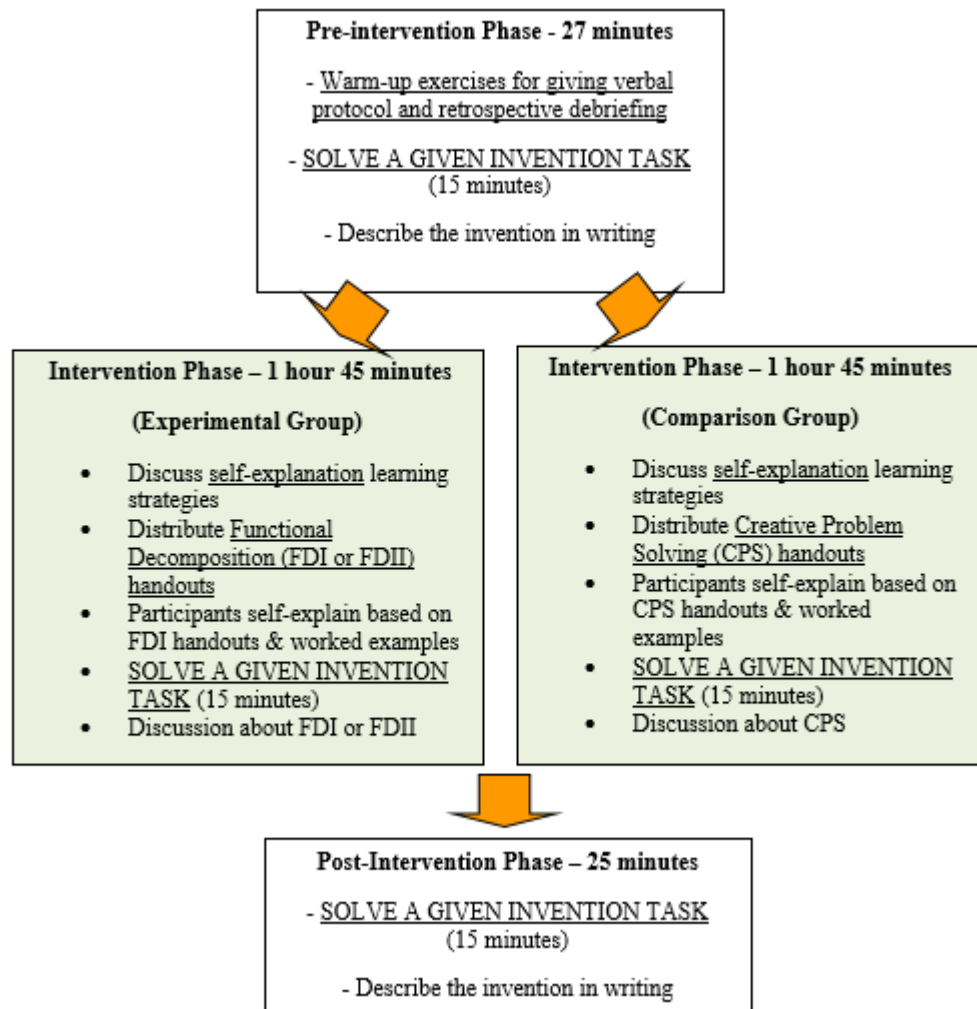 Pre-intervention Phase - 27 minutes
- Warm-up exercises for giving verbal
protocol and retrospective debriefing
- SOLVE A GIVEN INVENTION TASK
(15 minutes)
- Describe the invention in writing
Intervention Phase – 1 hour 45 minutes
(Experimental Group)
• Discuss self-explanation learning
strategies
• Distribute Functional
Decomposition (FDI or FDII)
handouts
• Participants self-explain based on
FDI handouts & worked examples
• SOLVE A GIVEN INVENTION
TASK (15 minutes)
• Discussion about FDI or FDII
Intervention Phase – 1 hour 45 minutes
(Comparison Group)
• Discuss self-explanation learning
strategies
• Distribute Creative Problem
Solving (CPS) handouts
• Participants self-explain based on
CPS handouts & worked
examples
• SOLVE A GIVEN INVENTION
TASK (15 minutes)
• Discussion about CPS
Post-Intervention Phase – 25 minutes
- SOLVE A GIVEN INVENTION TASK
(15 minutes)
- Describe the invention in writing